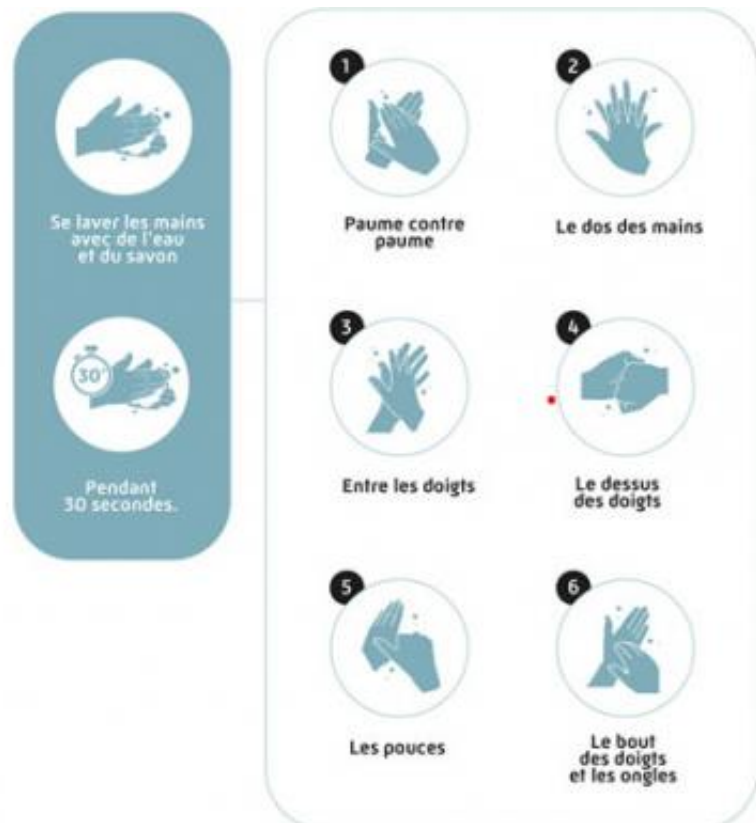 Se laver les mains
avec de l'eau
et du savon
30"
Pendant
30 secondes.
1
Paume contre
paume
2
Le dos des mains
3
Entre les doigts
4
Le dessus
des doigts
5
Les pouces
6
Le bout
des doigts
et les ongles